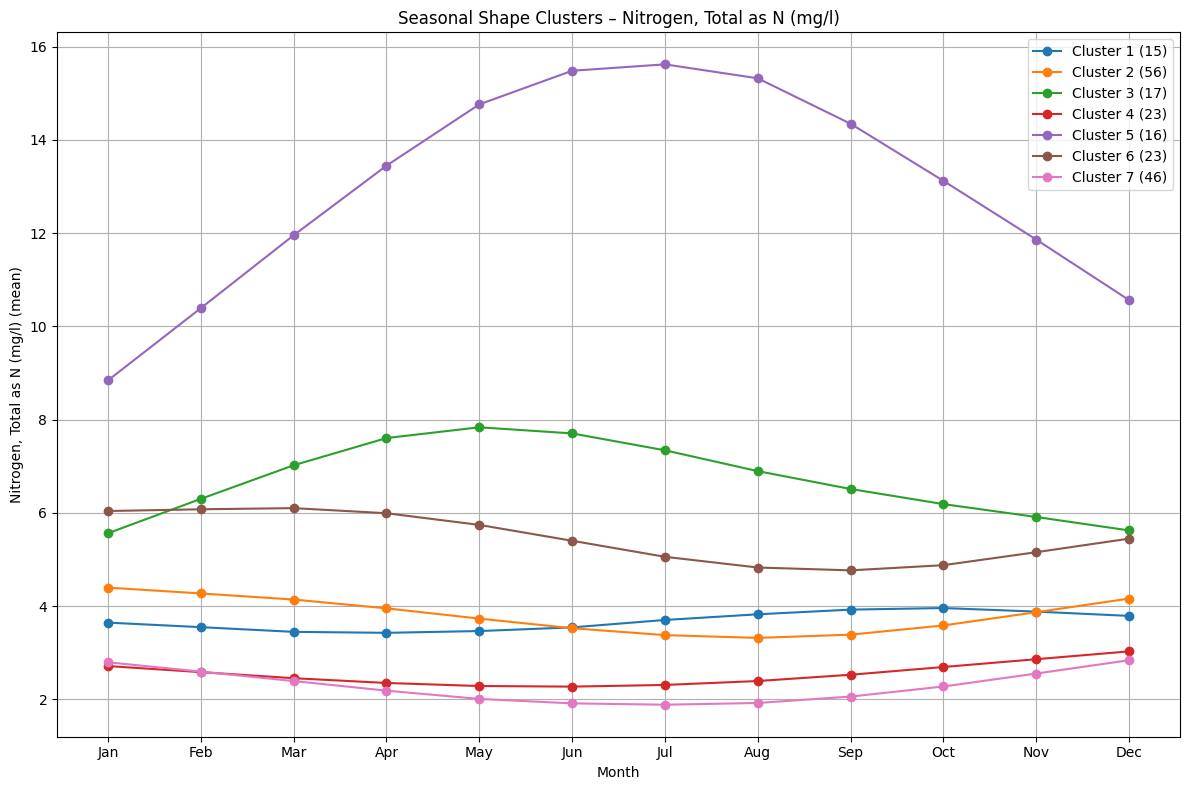 Seasonal Shape Clusters – Nitrogen, Total as N (mg/l)
Nitrogen, Total as N (mg/l) (mean)
16
14
12
10
8
6
4
2
Cluster 1 (15)
Cluster 2 (56)
Cluster 3 (17)
Cluster 4 (23)
Cluster 5 (16)
Cluster 6 (23)
Cluster 7 (46)
Jan Feb Mar Apr May Jun Jul Aug Sep Oct Nov Dec
Month